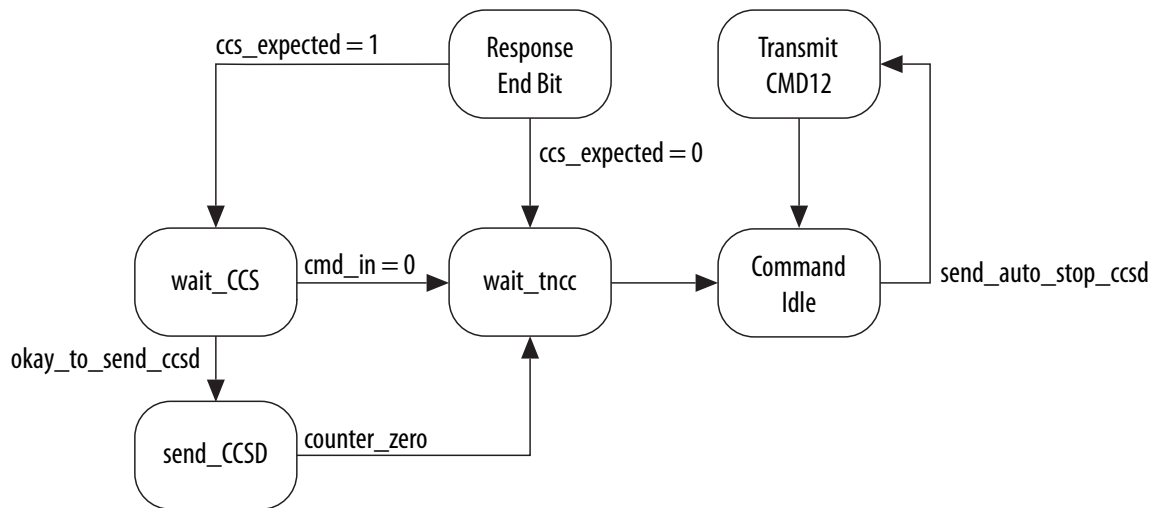 ccs_expected = 1
Response
End Bit
Transmit
CMD12
ccs_expected = 0
wait_CCS
cmd_in = 0
wait_tncc
Command
Idle
send_auto_stop_ccsd
okay_to_send_ccsd
send_CCSD
counter_zero